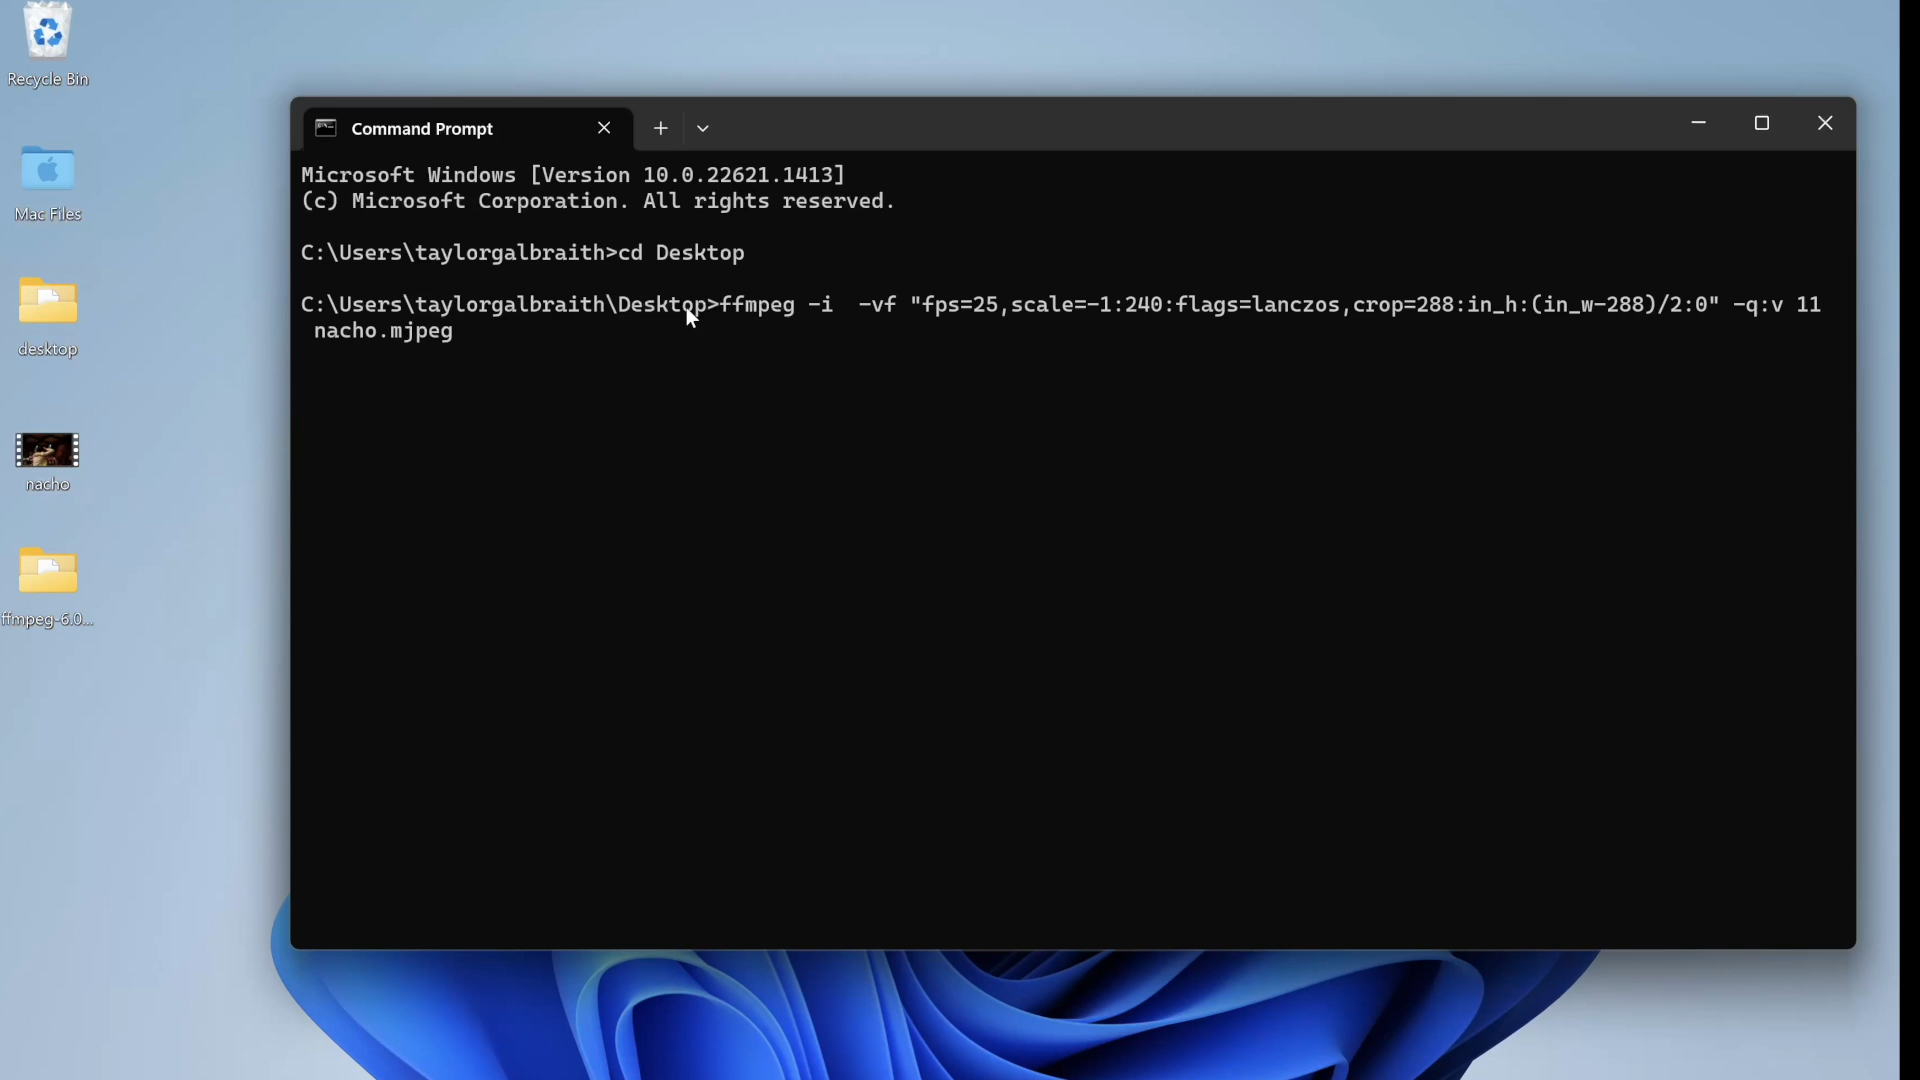 Recycle Bin
Mac Files
desktop
nacho
ffmpeg-6.0...
Command Prompt
Microsoft Windows [Version 10.0.22621.1413]
(c) Microsoft Corporation. All rights reserved.
C:\Users\taylorgalbraith>cd Desktop
C:\Users\taylorgalbraith\Desktop>ffmpeg -i  -vf "fps=25,scale=-1:240:flags=lanczos,crop=288:in_h:(in_w-288)/2:0" -q:v 11
nacho.mjpeg